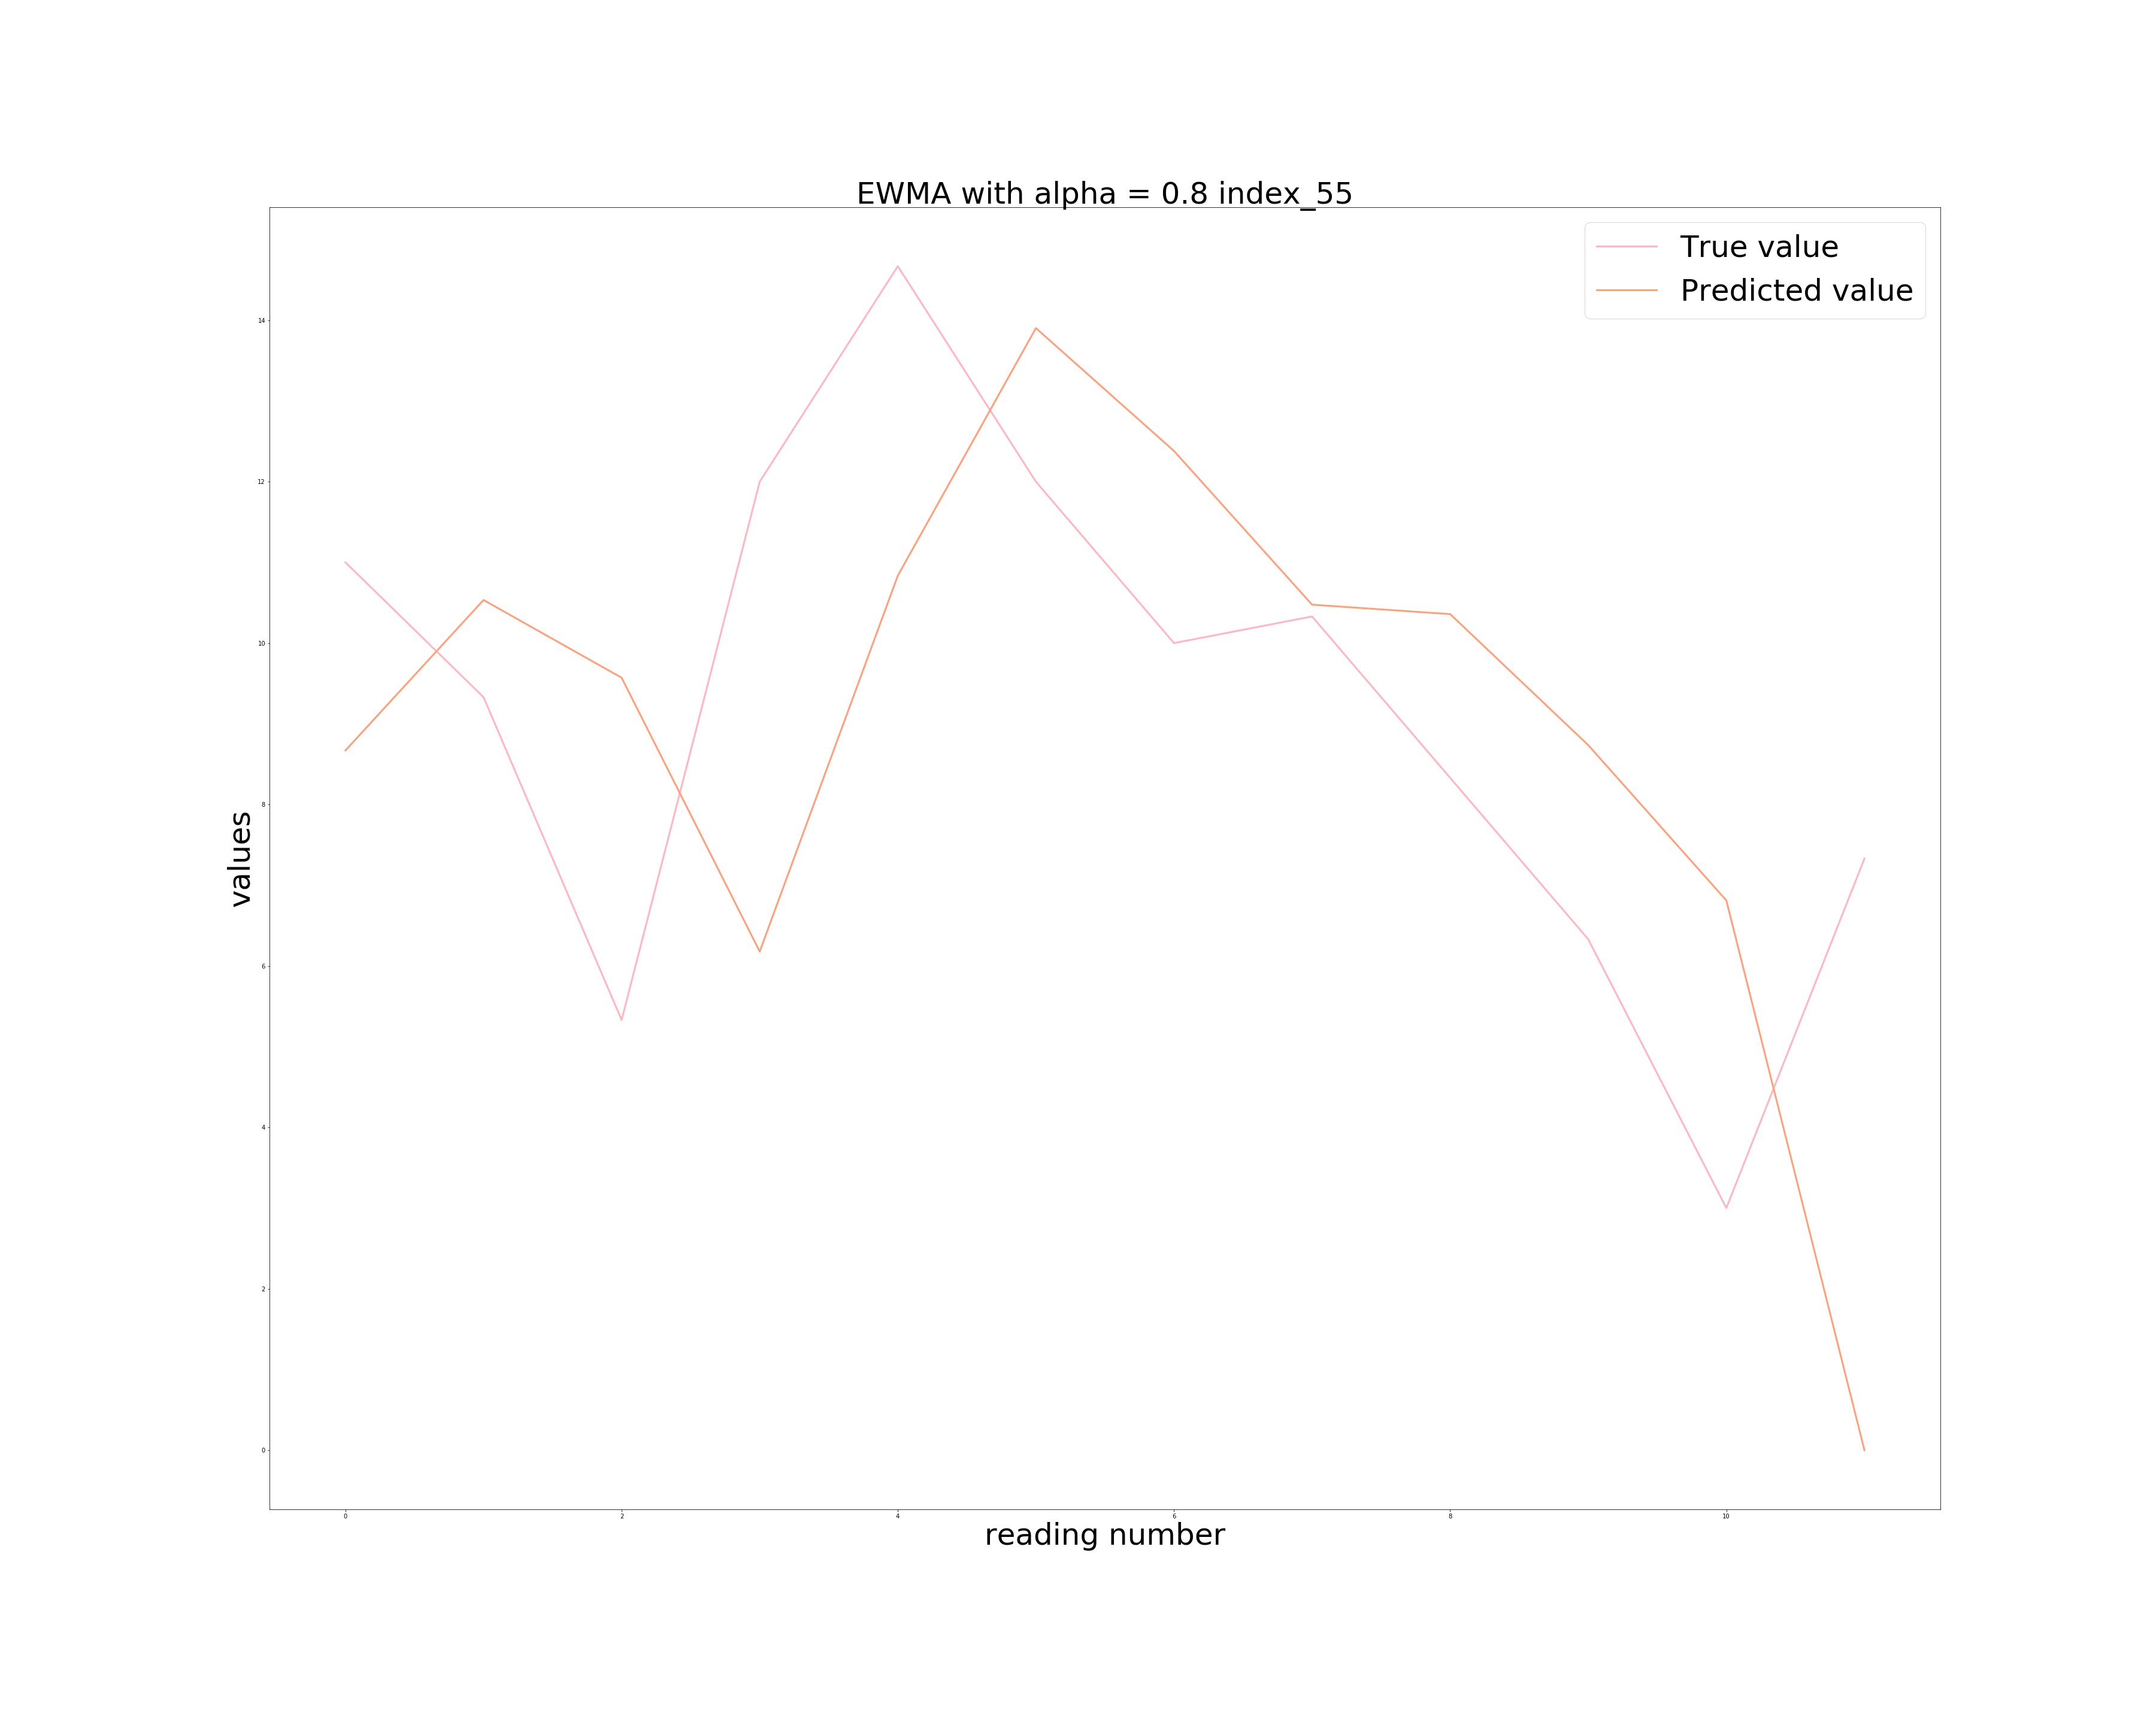 EWMA with alpha = 0.8 index_55
True value
Predicted value
14
12
10
8
6
4
2
0
values
0 2 4 6 8 10
reading number